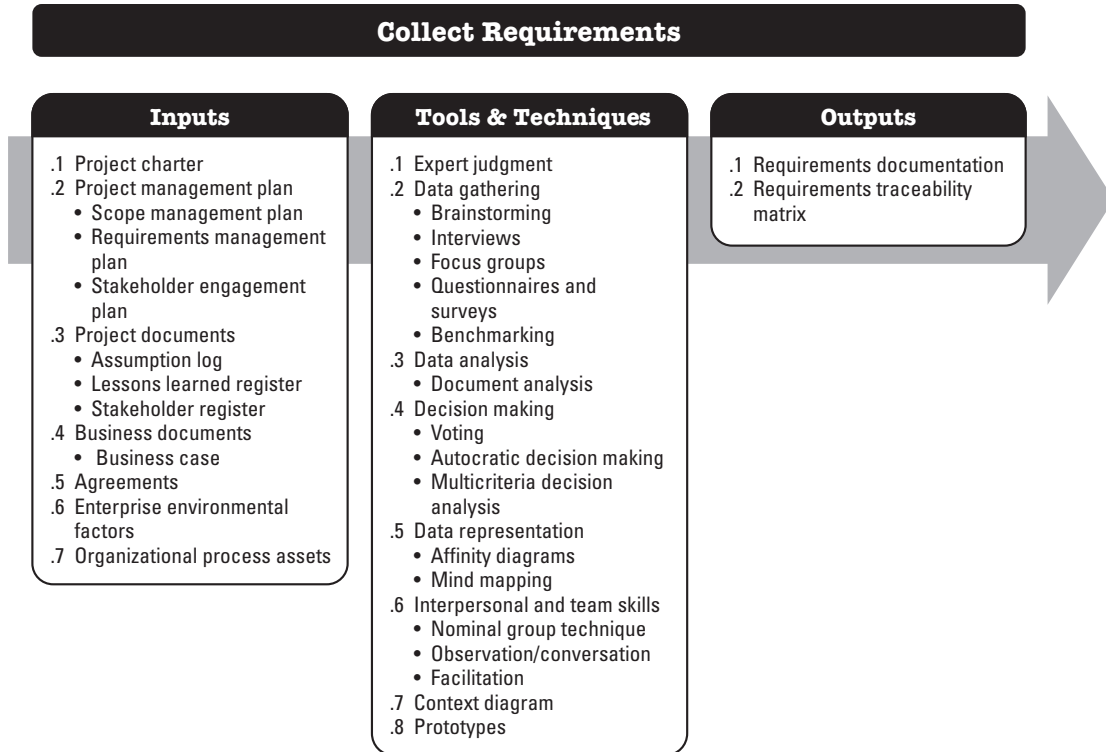 Collect Requirements
Inputs
.1 Project charter
.2 Project management plan
• Scope management plan
• Requirements management
plan
• Stakeholder engagement
plan
.3 Project documents
• Assumption log
• Lessons learned register
• Stakeholder register
.4 Business documents
• Business case
.5 Agreements
.6 Enterprise environmental
factors
.7 Organizational process assets
Tools & Techniques
.1 Expert judgment
.2 Data gathering
• Brainstorming
• Interviews
• Focus groups
• Questionnaires and
surveys
• Benchmarking
.3 Data analysis
• Document analysis
.4 Decision making
• Voting
• Autocratic decision making
• Multicriteria decision
analysis
.5 Data representation
• Affinity diagrams
• Mind mapping
.6 Interpersonal and team skills
• Nominal group technique
• Observation/conversation
• Facilitation
.7 Context diagram
.8 Prototypes
Outputs
.1 Requirements documentation
.2 Requirements traceability
matrix